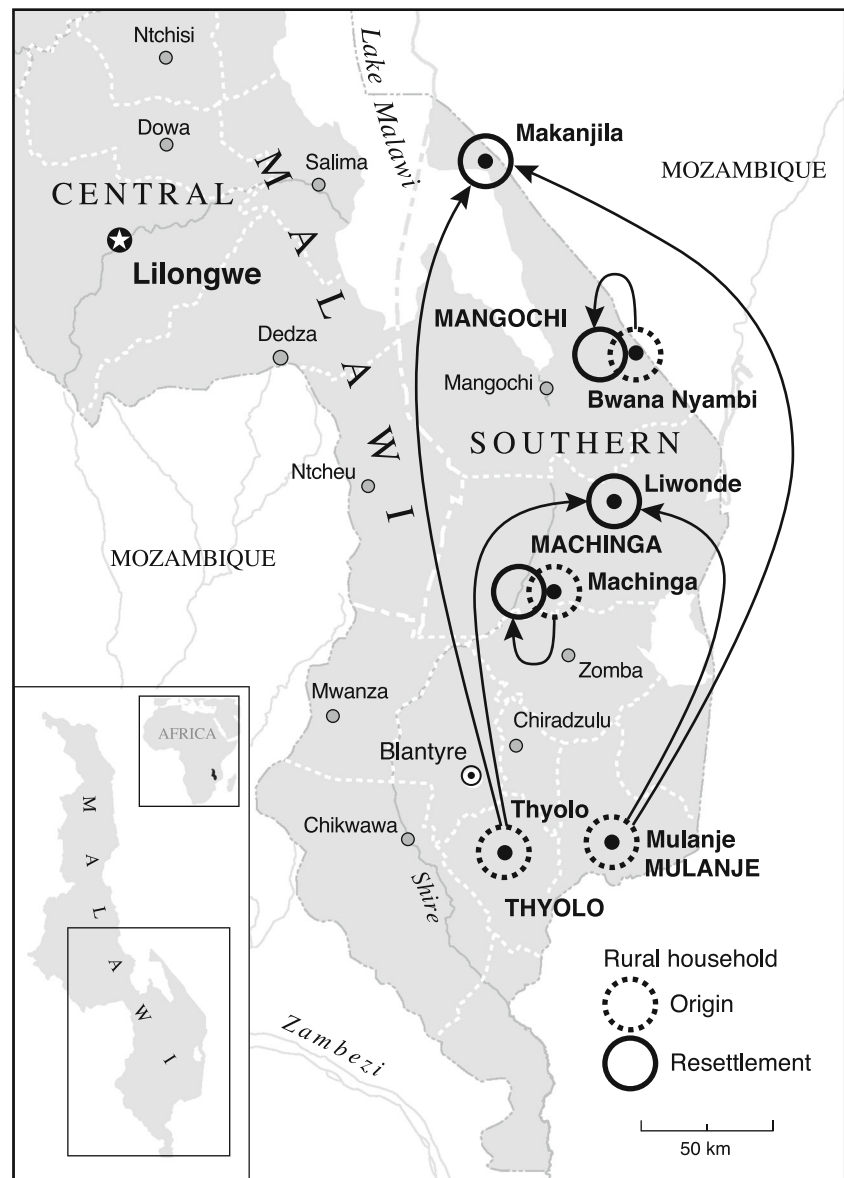 Ntchisi
Lake Malawi
Dowa
Makanjila
Salima
MOZAMBIQUE
CENTRAL
MALAWI
Lilongwe
MANGOCHI
Dedza
Mangochi
Bwana Nyambi
SOUTHERN
Ntcheu
Liwonde
MACHINGA
MOZAMBIQUE
Machinga
Zomba
Mwanza
Chiradzulu
AFRICA
Blantyre
Thyolo
Chikwawa
Mulanje
MULANJE
MALAWI
Shire
THYOLO
Rural household
Origin
Zambezi
Resettlement
50 km